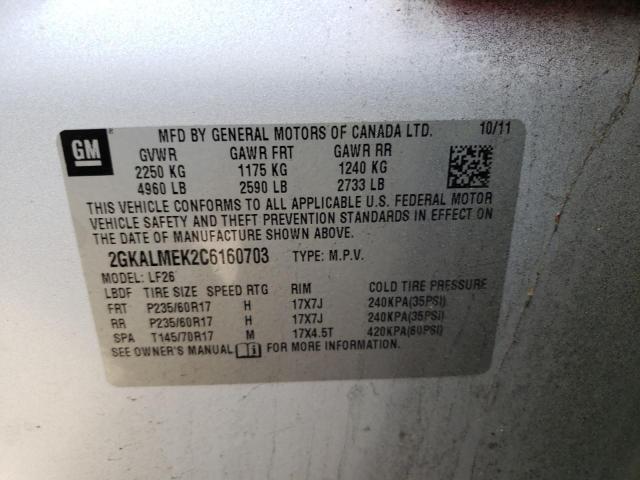 GM
MFD BY GENERAL MOTORS OF CANADA LTD. 10/11
GVWR GAWR FRT GAWR RR
2250 KG 1175 KG 1240 KG
4960 LB 2590 LB 2733 LB
THIS VEHICLE CONFORMS TO ALL APPLICABLE U.S. FEDERAL MOTOR
VEHICLE SAFETY AND THEFT PREVENTION STANDARDS IN EFFECT ON
THE DATE OF MANUFACTURE SHOWN ABOVE.
2GKALMEK2C6160703 TYPE: M.P.V.
MODEL: LF26
LBDF TIRE SIZE SPEED RTG RIM COLD TIRE PRESSURE
FRT P235/60R17 H 17X7J 240KPA(35PSI)
RR P235/60R17 H 17X7J 240KPA(35PSI)
SPA T145/70R17 M 17X4.5T 420KPA(60PSI)
SEE OWNER'S MANUAL FOR MORE INFORMATION.